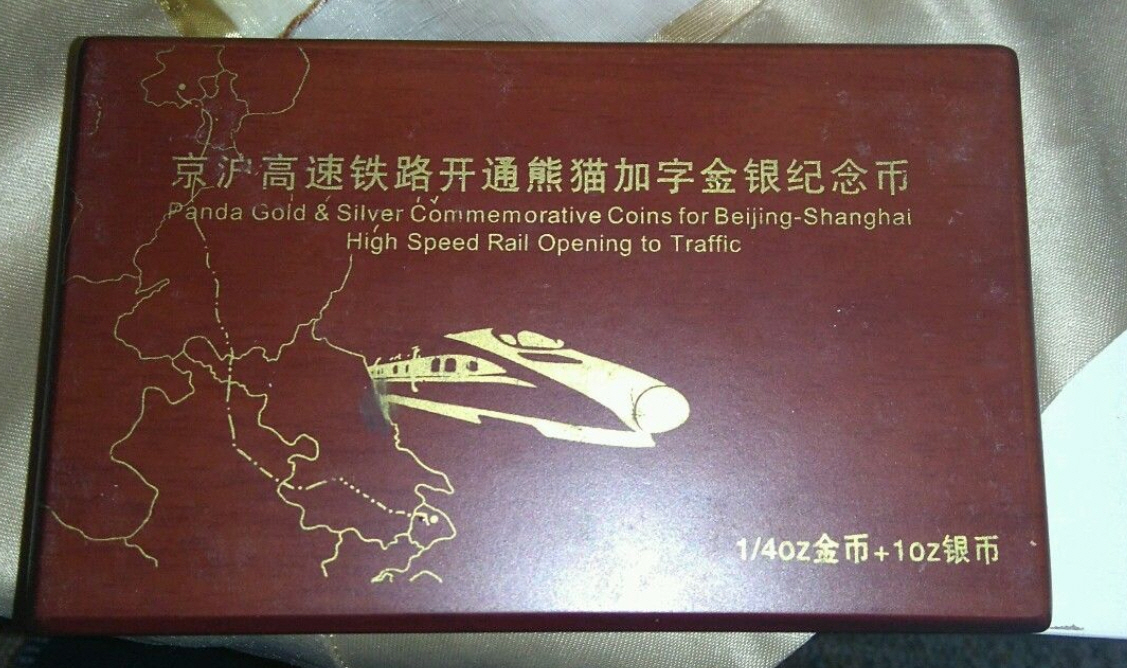 京沪高速铁路开通熊猫加字金银纪念币
Panda Gold & Silver Commemorative Coins for Beijing-Shanghai
High Speed Rail Opening to Traffic
1/4oz金币+1oz银币